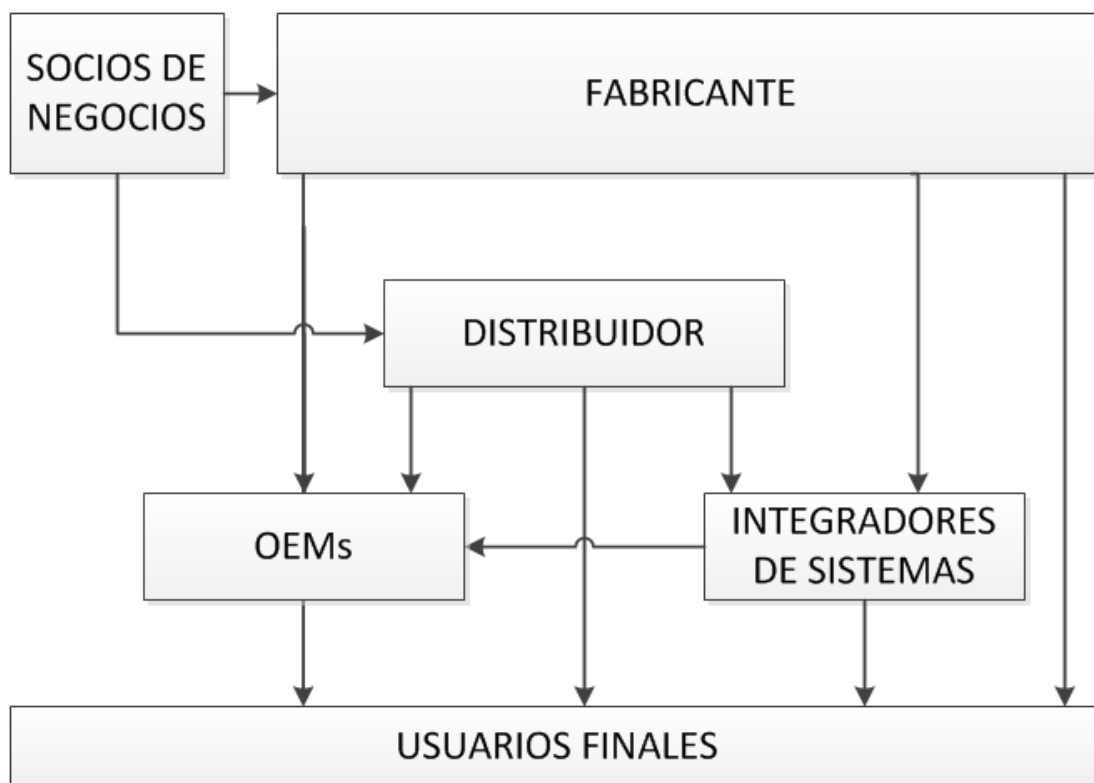 SOCIOS DE
NEGOCIOS
FABRICANTE
DISTRIBUIDOR
OEMs
INTEGRADORES
DE SISTEMAS
USUARIOS FINALES